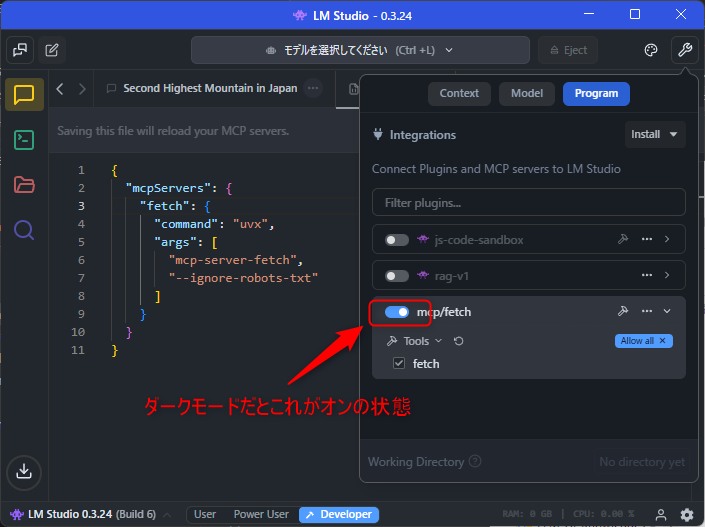 LM Studio - 0.3.24
モデルを選択してください (Ctrl +L)
Eject
Second Highest Mountain in Japan
Saving this file will reload your MCP servers.
1 {
2 "mcpServers": {
3 "fetch": {
4 "command": "uvx",
5 "args": [
6 "mcp-server-fetch",
7 "--ignore-robots-txt"
8 ]
9 }
10 }
11 }
Context Model Program
Integrations
Install
Connect Plugins and MCP servers to LM Studio
Filter plugins...
js-code-sandbox
rag-v1
mcp/fetch
Tools
Allow all ×
fetch
ダークモードだとこれがオンの状態
Working Directory
No directory yet
LM Studio 0.3.24 (Build 6)
User Power User Developer
RAM: 0 GB | CPU: 0.00 %